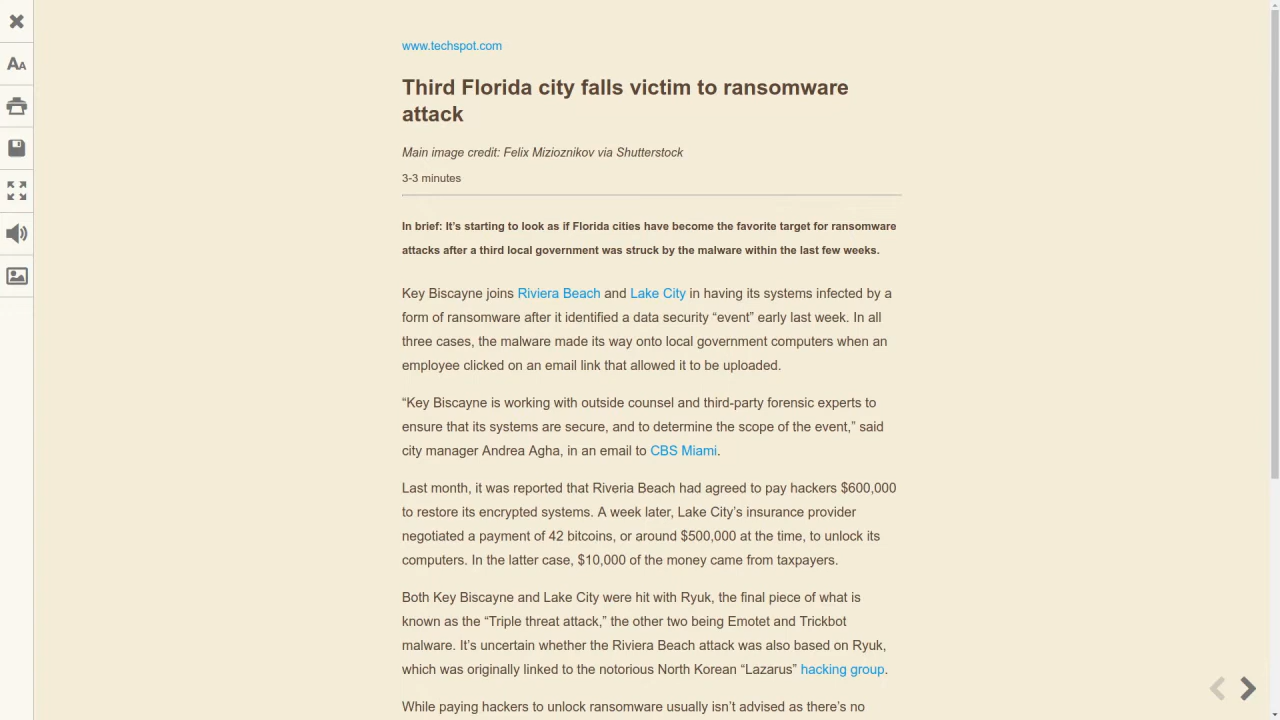 www.techspot.com
Third Florida city falls victim to ransomware
attack
Main image credit: Felix Mizioznikov via Shutterstock
3-3 minutes
In brief: It's starting to look as if Florida cities have become the favorite target for ransomware
attacks after a third local government was struck by the malware within the last few weeks.
Key Biscayne joins Riviera Beach and Lake City in having its systems infected by a
form of ransomware after it identified a data security “event” early last week. In all
three cases, the malware made its way onto local government computers when an
employee clicked on an email link that allowed it to be uploaded.
“Key Biscayne is working with outside counsel and third-party forensic experts to
ensure that its systems are secure, and to determine the scope of the event,” said
city manager Andrea Agha, in an email to CBS Miami.
Last month, it was reported that Riveria Beach had agreed to pay hackers $600,000
to restore its encrypted systems. A week later, Lake City’s insurance provider
negotiated a payment of 42 bitcoins, or around $500,000 at the time, to unlock its
computers. In the latter case, $10,000 of the money came from taxpayers.
Both Key Biscayne and Lake City were hit with Ryuk, the final piece of what is
known as the “Triple threat attack,” the other two being Emotet and Trickbot
malware. It’s uncertain whether the Riviera Beach attack was also based on Ryuk,
which was originally linked to the notorious North Korean “Lazarus” hacking group.
While paying hackers to unlock ransomware usually isn’t advised as there’s no